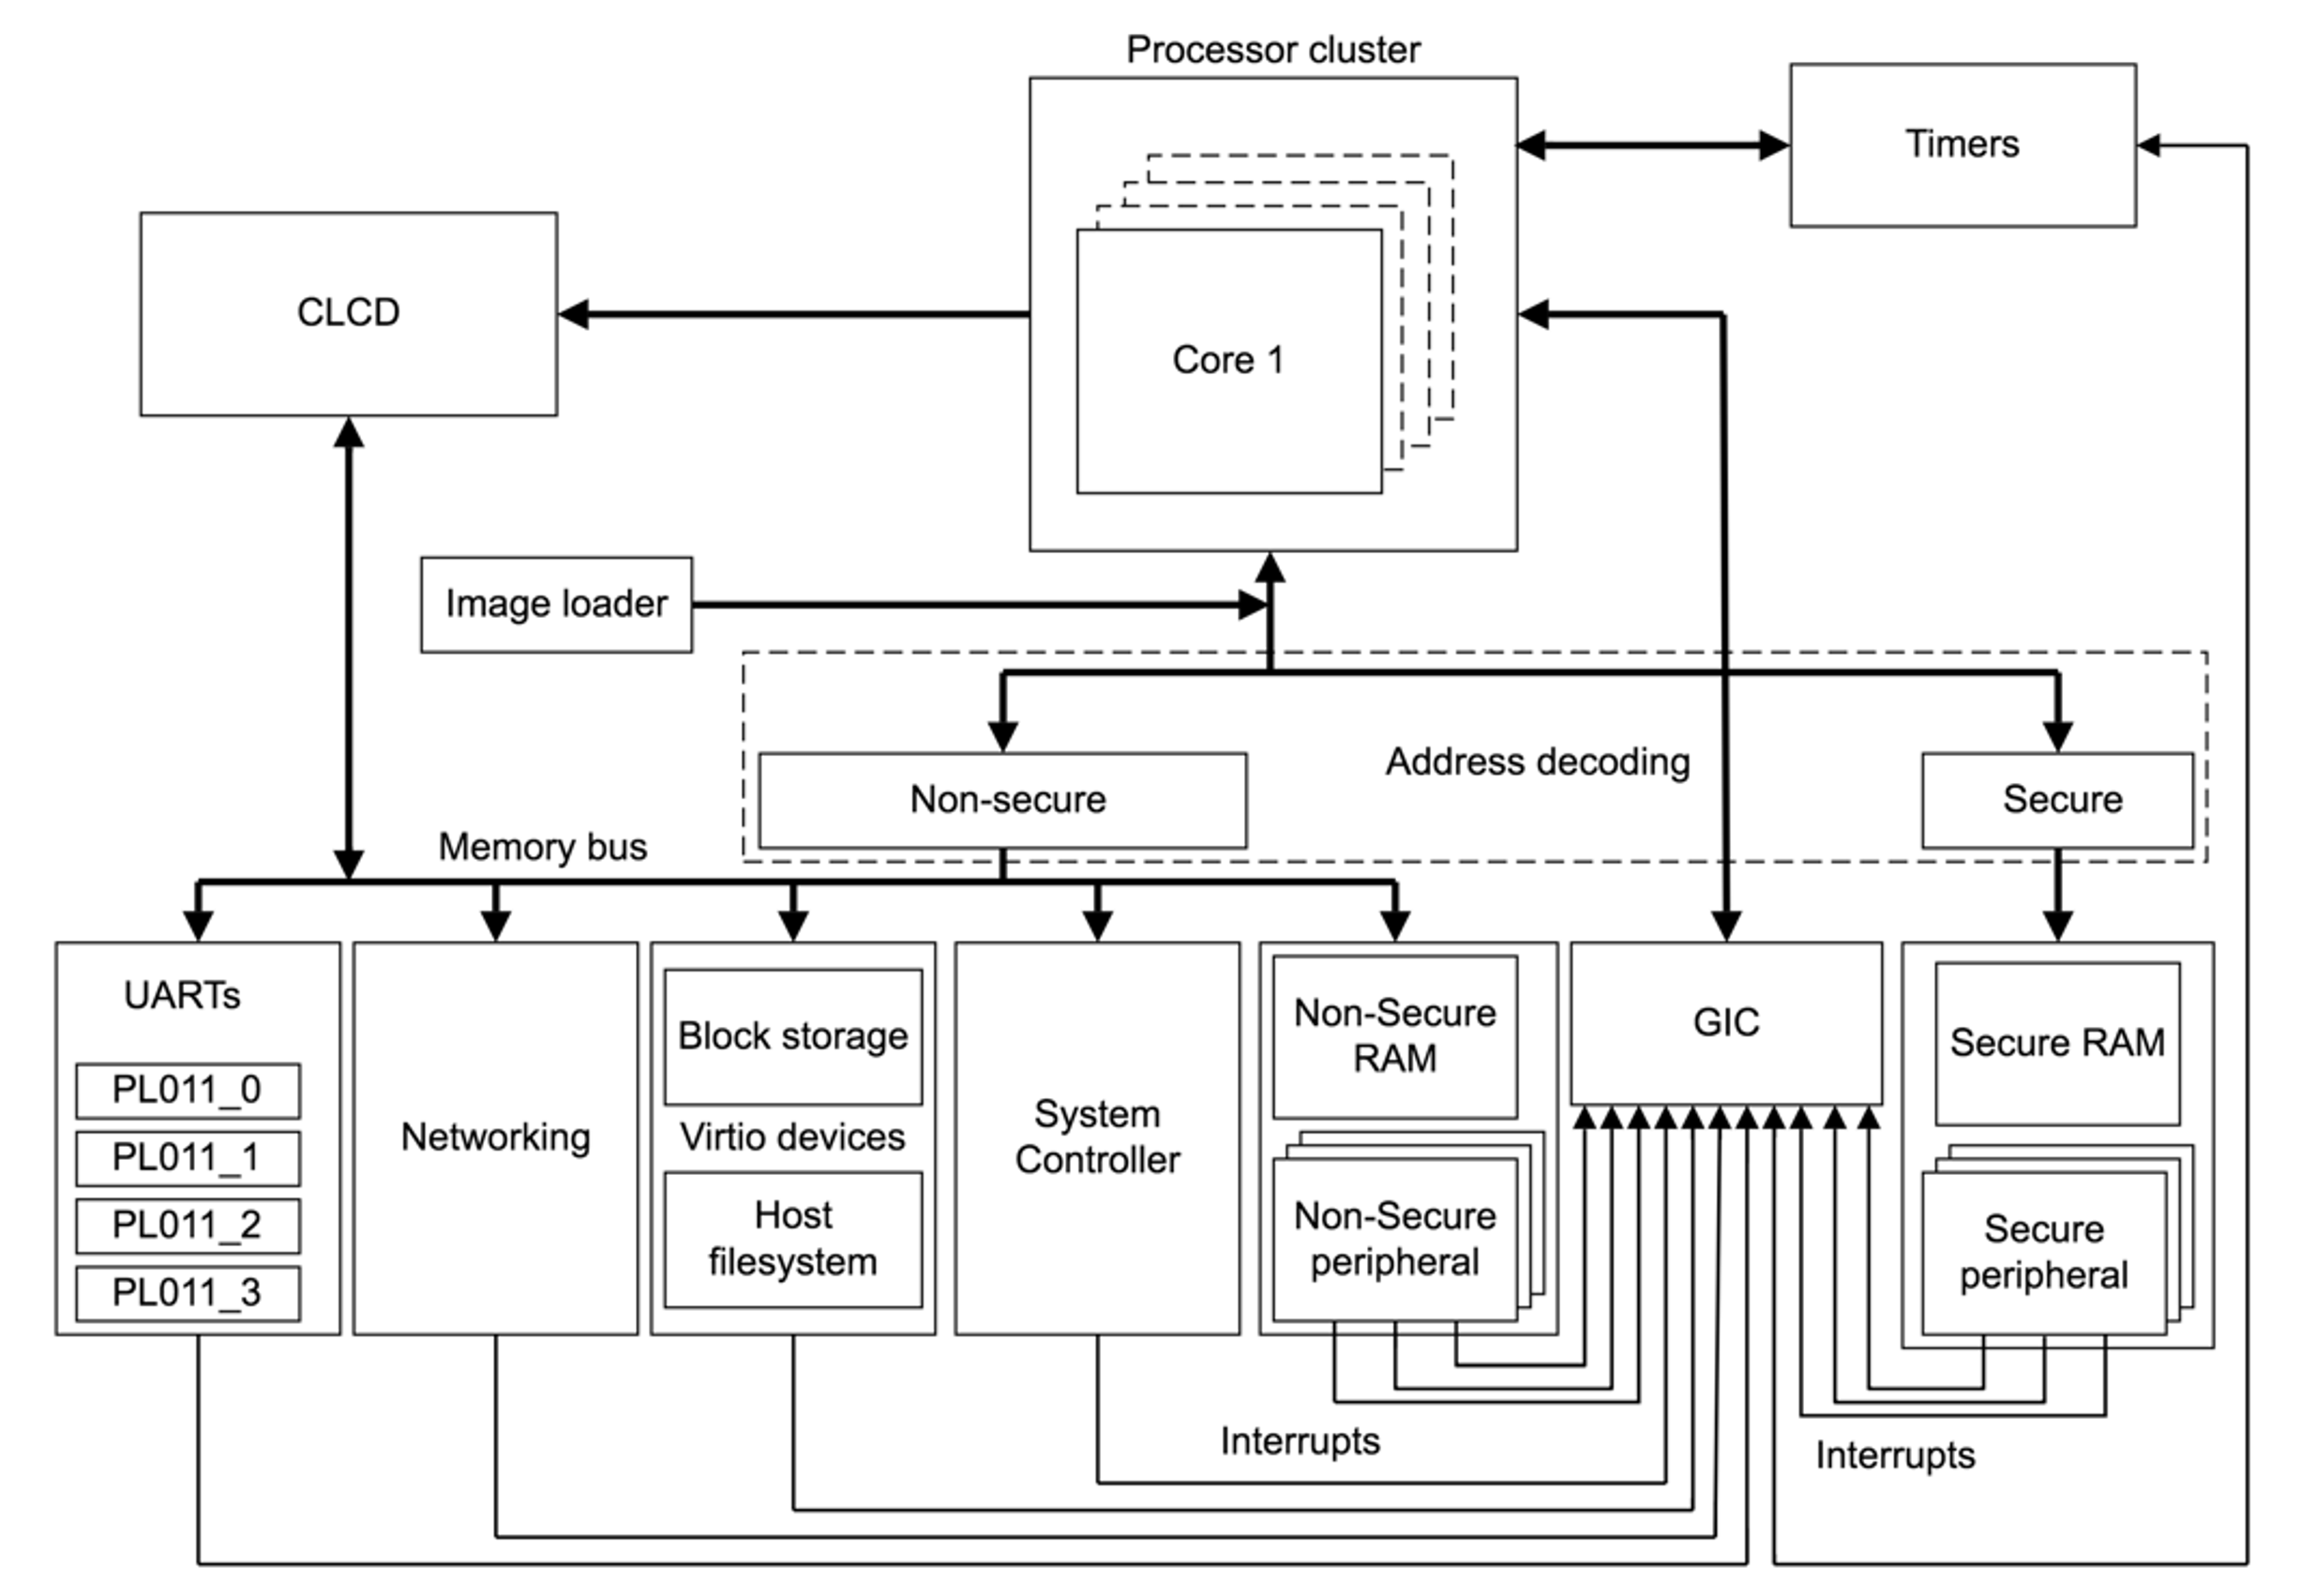 Processor cluster
Timers
CLCD
Core 1
Image loader
Address decoding
Non-secure
Secure
Memory bus
UARTs
PL011_0
PL011_1
PL011_2
PL011_3
Networking
Block storage
Virtio devices
Host
filesystem
System
Controller
Non-Secure
RAM
Non-Secure
peripheral
GIC
Secure RAM
Secure
peripheral
Interrupts
Interrupts